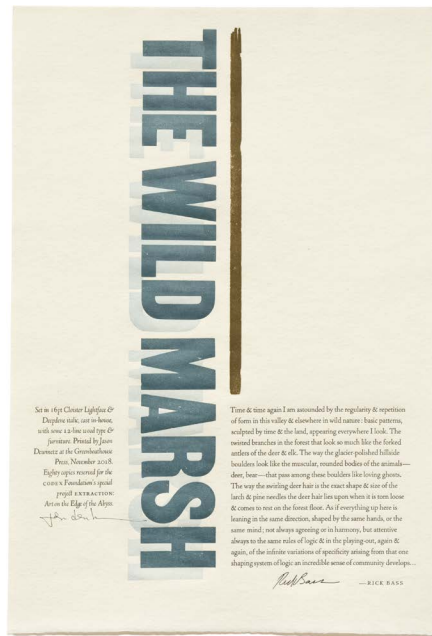 THE WILD MARSH
Set in 16pt Cloister Lightface &
Deepdene italic, cast in-house,
with some 12-line wood type &
furniture. Printed by Jason
Dewinetz at the Greenboathouse
Press, November 2018.
Eighty copies reserved for the
CODEX Foundation's special
project EXTRACTION:
Art on the Edge of the Abyss.
Time & time again I am astounded by the regularity & repetition
of form in this valley & elsewhere in wild nature: basic patterns,
sculpted by time & the land, appearing everywhere I look. The
twisted branches in the forest that look so much like the forked
antlers of the deer & elk. The way the glacier-polished hillside
boulders look like the muscular, rounded bodies of the animals—
deer, bear—that pass among these boulders like loving ghosts.
The way the swirling deer hair is the exact shape & size of the
larch & pine needles the deer hair lies upon when it is torn loose
& comes to rest on the forest floor. As if everything up here is
leaning in the same direction, shaped by the same hands, or the
same mind; not always agreeing or in harmony, but attentive
always to the same rules of logic & in the playing-out, again &
again, of the infinite variations of specificity arising from that one
shaping system of logic an incredible sense of community develops…
Rick Bass
—RICK BASS